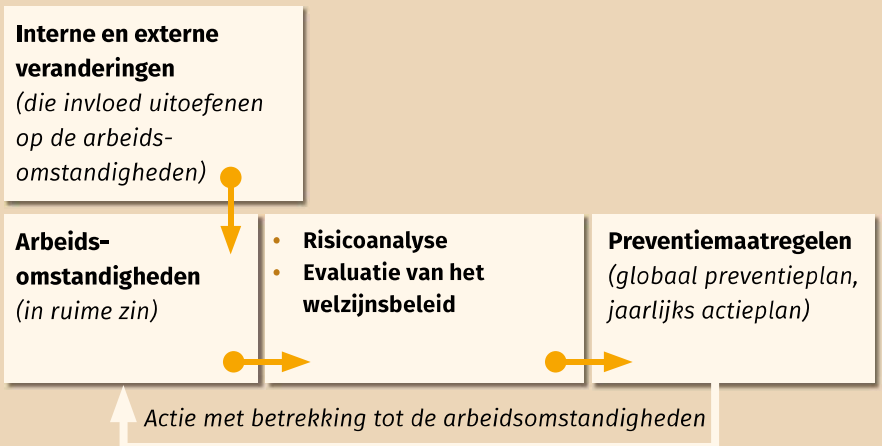 Interne en externe
veranderingen
(die invloed uitoefenen
op de arbeids-
omstandigheden)
Arbeids-
omstandigheden
(in ruime zin)
• Risicoanalyse
• Evaluatie van het
welzijnsbeleid
Preventiemaatregelen
(globaal preventieplan,
jaarlijks actieplan)
Actie met betrekking tot de arbeidsomstandigheden